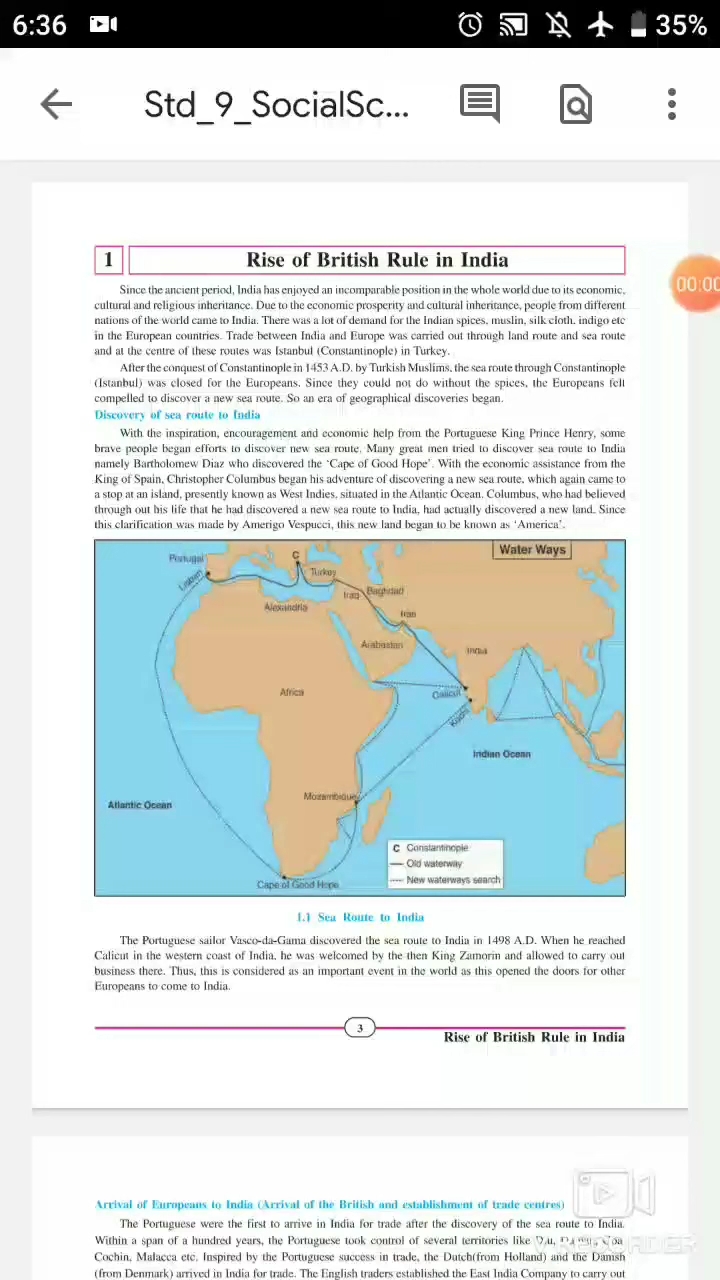 6:36
35%
Std_9_SocialSc...
00:00
1 Rise of British Rule in India
Since the ancient period, India has enjoyed an incomparable position in the whole world due to its economic,
cultural and religious inheritance. Due to the economic prosperity and cultural inheritance, people from different
nations of the world came to India. There was a lot of demand for the Indian spices, muslin, silk cloth, indigo etc
in the European countries. Trade between India and Europe was carried out through land route and sea route
and at the centre of these routes was Istanbul (Constantinople) in Turkey.
After the conquest of Constantinople in 1453 A.D. by Turkish Muslims, the sea route through Constantinople
(Istanbul) was closed for the Europeans. Since they could not do without the spices, the Europeans fell
compelled to discover a new sea route. So an era of geographical discoveries began.
Discovery of sea route to India
With the inspiration, encouragement and economic help from the Portuguese King Prince Henry, some
brave people began efforts to discover new sea route. Many great men tried to discover sea route to India
namely Bartholomew Diaz who discovered the 'Cape of Good Hope'. With the economic assistance from the
King of Spain, Christopher Columbus began his adventure of discovering a new sea route, which again came to
a stop at an island, presently known as West Indies, situated in the Atlantic Ocean. Columbus, who had believed
through out his life that he had discovered a new sea route to India, had actually discovered a new land. Since
this clarification was made by Amerigo Vespucci, this new land began to be known as 'America'.
Water Ways
Portugal
C
Lisban
Turkey
Iraq
Baghdad
Alexandria
Iran
Arabastan
India
Africa
Calicut
Kochi
Indian Ocean
Mozambique
Atlantic Ocean
C Constantinople
Old waterway
New waterways search
Cape of Good Hope
1.1 Sea Route to India
The Portuguese sailor Vasco-da-Gama discovered the sea route to India in 1498 A.D. When he reached
Calicut in the western coast of India, he was welcomed by the then King Zamorin and allowed to carry out
business there. Thus, this is considered as an important event in the world as this opened the doors for other
Europeans to come to India.
3
Rise of British Rule in India
Arrival of Europeans to India (Arrival of the British and establishment of trade centres)
The Portuguese were the first to arrive in India for trade after the discovery of the sea route to India.
Within a span of a hundred years, the Portuguese took control of several territories like Diu, Daman, Goa
Cochin, Malacca etc. Inspired by the Portuguese success in trade, the Dutch(from Holland) and the Danish
(from Denmark) arrived in India for trade. The English traders established the East India Company to carry out
V RECORDER